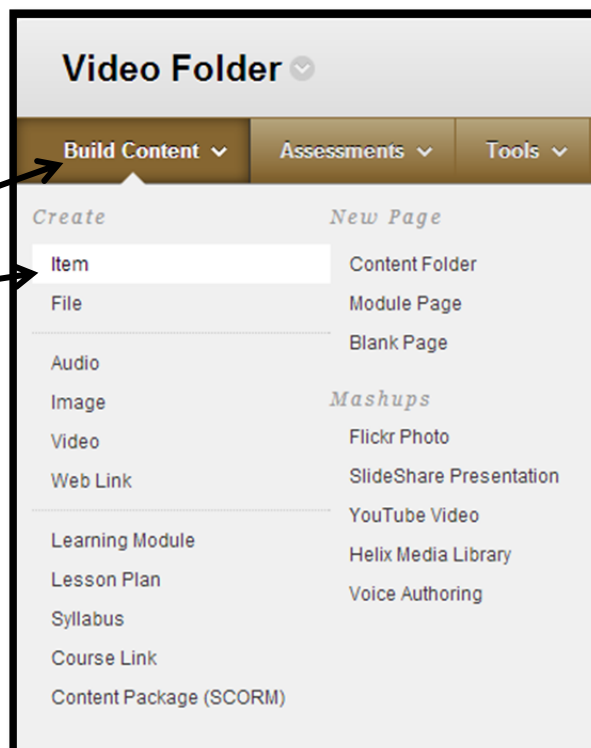 Video Folder
Build Content Assessments Tools
Create
Item
File
Audio
Image
Video
Web Link
Learning Module
Lesson Plan
Syllabus
Course Link
Content Package (SCORM)
New Page
Content Folder
Module Page
Blank Page
Mashups
Flickr Photo
SlideShare Presentation
YouTube Video
Helix Media Library
Voice Authoring